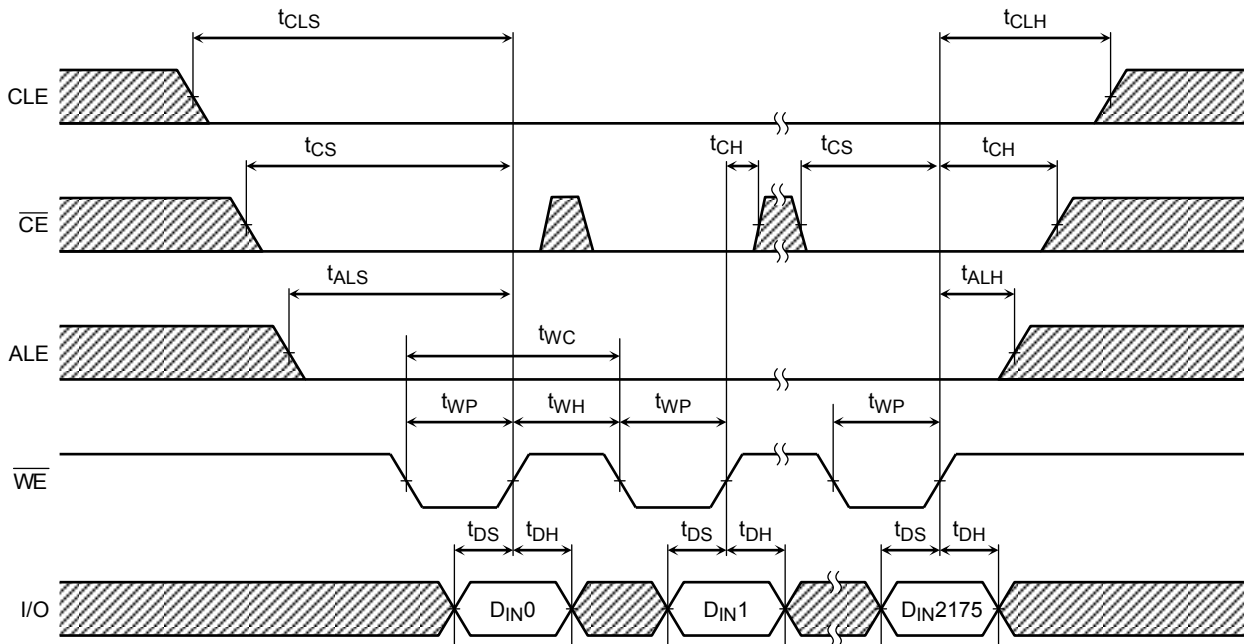 tCLS
tCLH
CLE
tCS
tCH
tCS
tCH
CE
tALS
tALH
ALE
tWC
tWP
tWH
tWP
tWP
WE
tDS
tDH
tDS
tDH
tDS
tDH
I/O
DIN0
DIN1
DIN2175